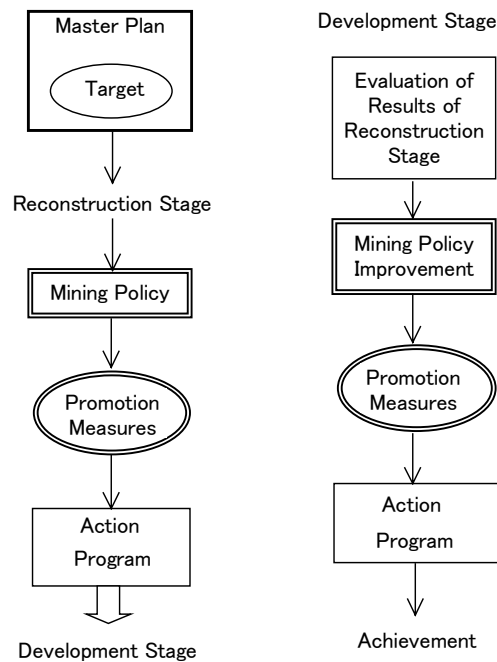 Master Plan
Target
Reconstruction Stage
Mining Policy
Promotion
Measures
Action
Program
Development Stage
Development Stage
Evaluation of
Results of
Reconstruction
Stage
Mining Policy
Improvement
Promotion
Measures
Action
Program
Achievement